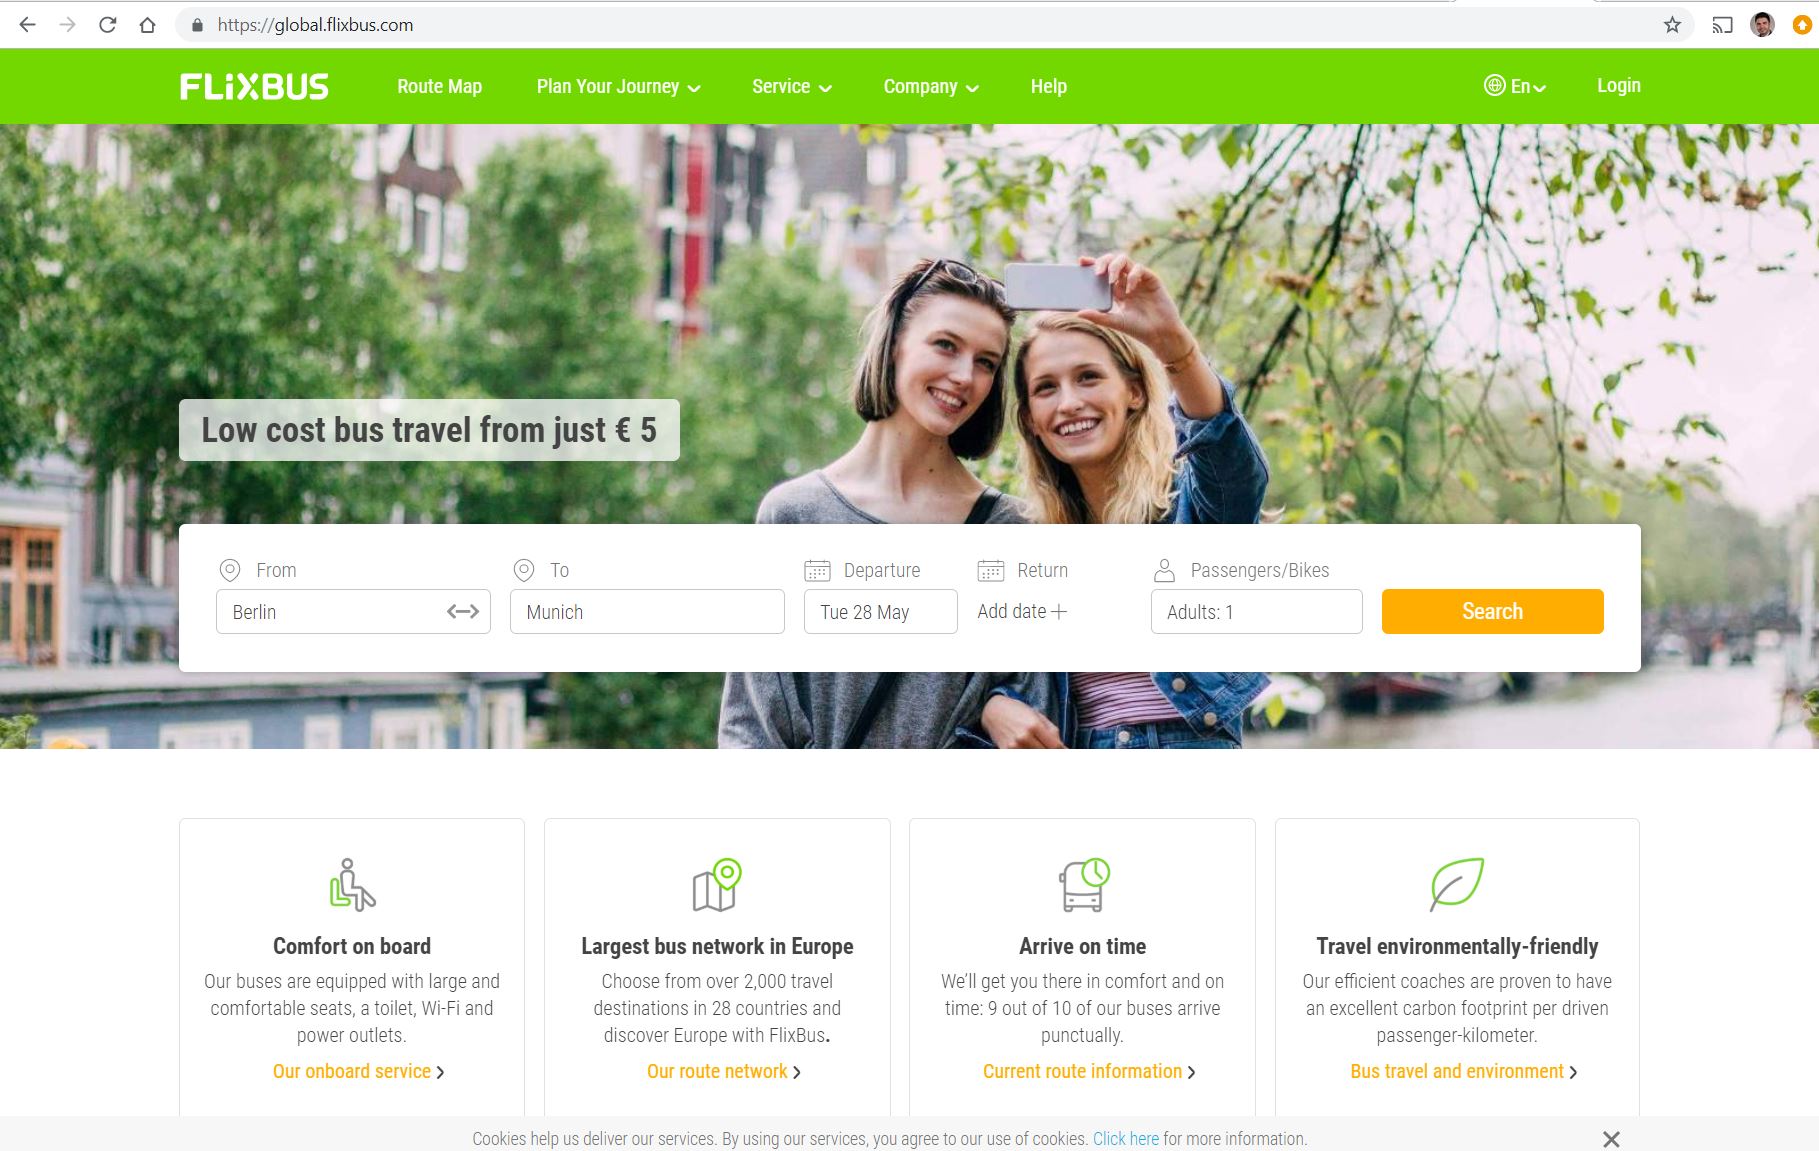 https://global.flixbus.com
FLiXBUS
Route Map
Plan Your Journey
Service
Company
Help
En
Login
Low cost bus travel from just € 5
From
To
Departure
Return
Passengers/Bikes
Berlin
Munich
Tue 28 May
Add date
Adults: 1
Search
Comfort on board
Our buses are equipped with large and
comfortable seats, a toilet, Wi-Fi and
power outlets.
Our onboard service
Largest bus network in Europe
Choose from over 2,000 travel
destinations in 28 countries and
discover Europe with FlixBus.
Our route network
Arrive on time
We'll get you there in comfort and on
time: 9 out of 10 of our buses arrive
punctually.
Current route information
Travel environmentally-friendly
Our efficient coaches are proven to have
an excellent carbon footprint per driven
passenger-kilometer.
Bus travel and environment
Cookies help us deliver our services. By using our services, you agree to our use of cookies. Click here for more information.